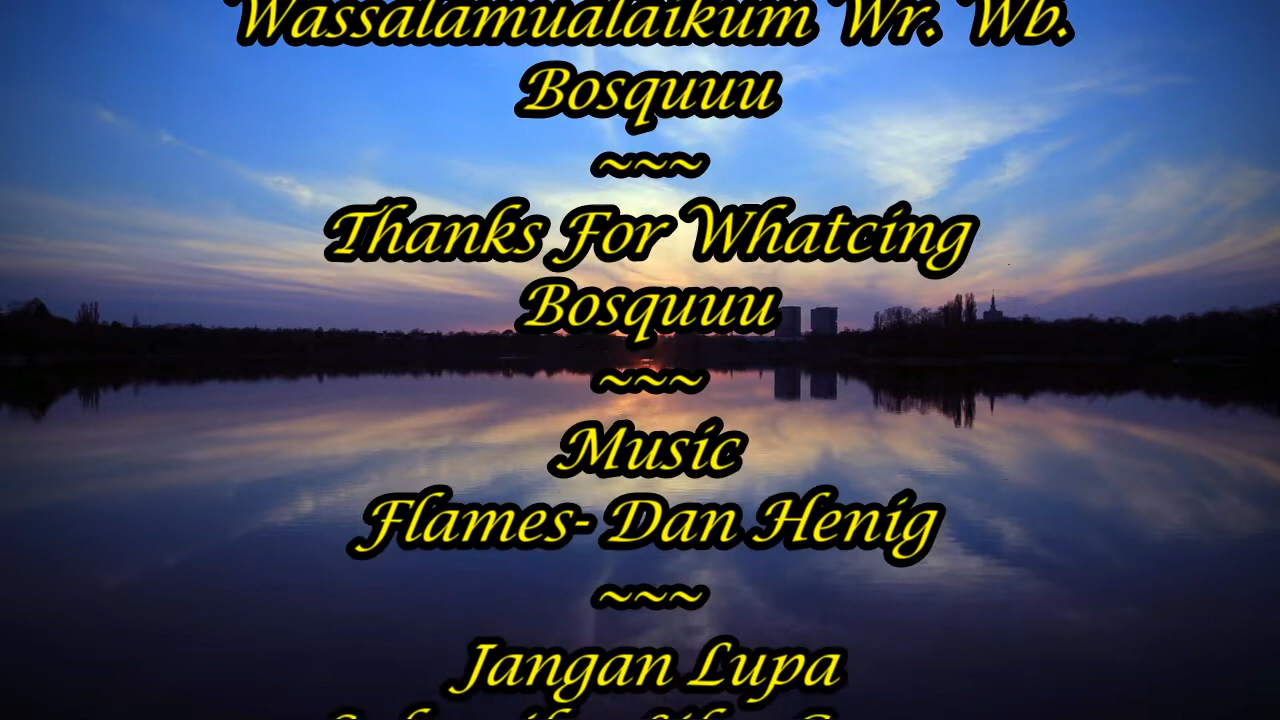 Wassalamualaikum Wr. Wb.
Bosquuu
~~~
Thanks For Whatcing
Bosquuu
~~~
Music
Flames- Dan Henig
~~~
Jangan Lupa